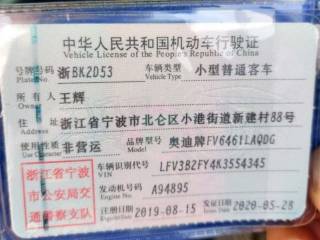 中华人民共和国机动车行驶证
Vehicle License of the People's Republic of China
号牌号码 浙BK2D53 车辆类型 小型普通客车
Plate No. Vehicle Type
所有人 王辉
Owner
住址 浙江省宁波市北仑区小港街道新建村88号
Address
使用性质 非营运 品牌型号 奥迪牌FV6461LAQDG
Use Character Model
浙江省宁波 车辆识别代号 LFV3B2FY4K3554345
VIN
市公安局交 发动机号码 A94895
Engine No.
通警察支队 注册日期 2019-08-15 发证日期 2020-05-28
Register Date Issue Date